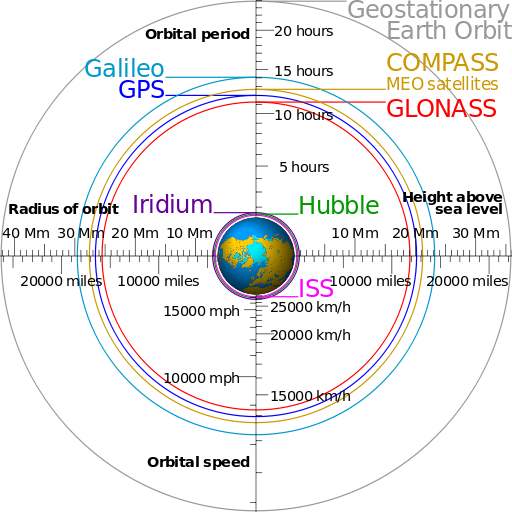 Geostationary
Earth Orbit
Orbital period
20 hours
COMPASS
Galileo
15 hours
MEO satellites
GPS
GLONASS
10 hours
5 hours
Iridium
Hubble
Height above
sea level
Radius of orbit
40 Mm
30 Mm
20 Mm
10 Mm
10 Mm
20 Mm
30 Mm
20000 miles
10000 miles
10000 miles
20000 miles
ISS
25000 km/h
15000 mph
20000 km/h
10000 mph
15000 km/h
Orbital speed